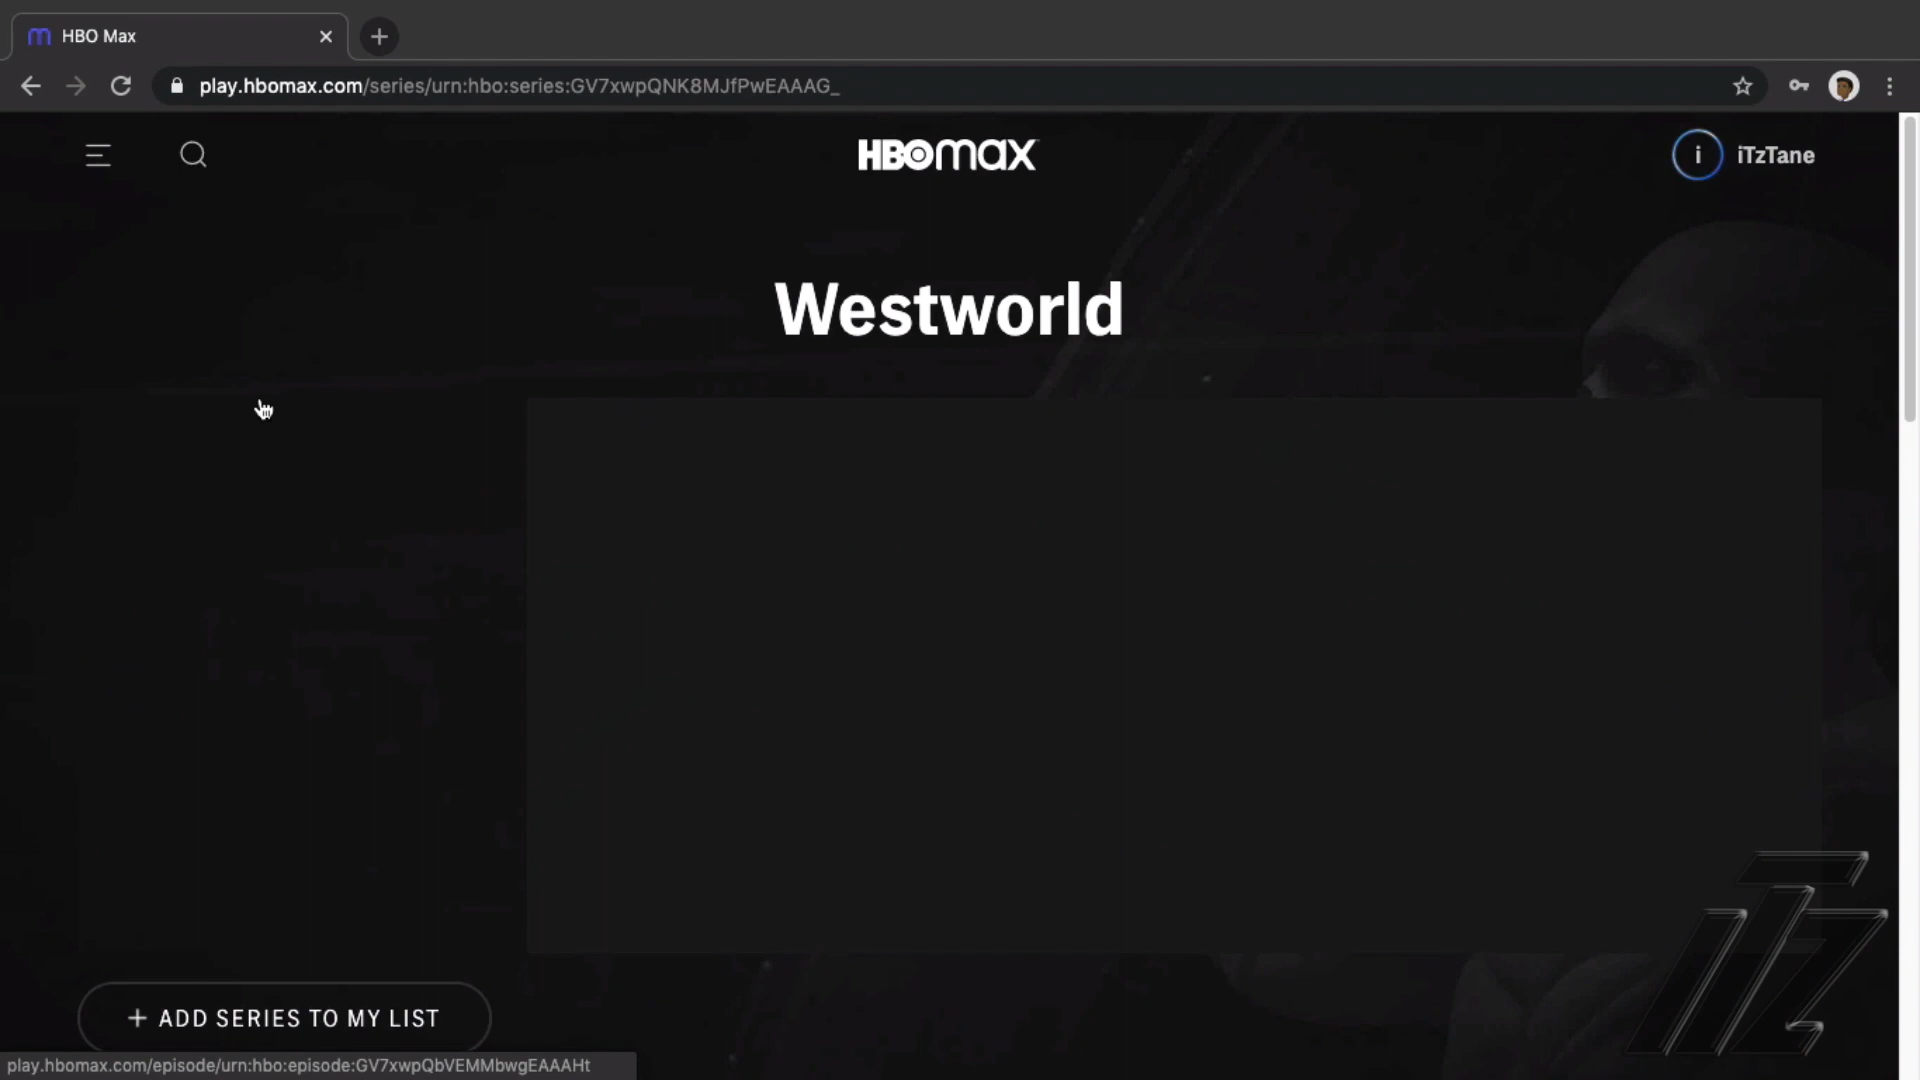 HBO Max
play.hbomax.com/series/urn:hbo:series:GV7xwpQNK8MJfPwEAAAG_
HBOmax
i iTzTane
Westworld
+ ADD SERIES TO MY LIST
iTz
play.hbomax.com/episode/urn:hbo:episode:GV7xwpQbVEMMbwgEAAAHt